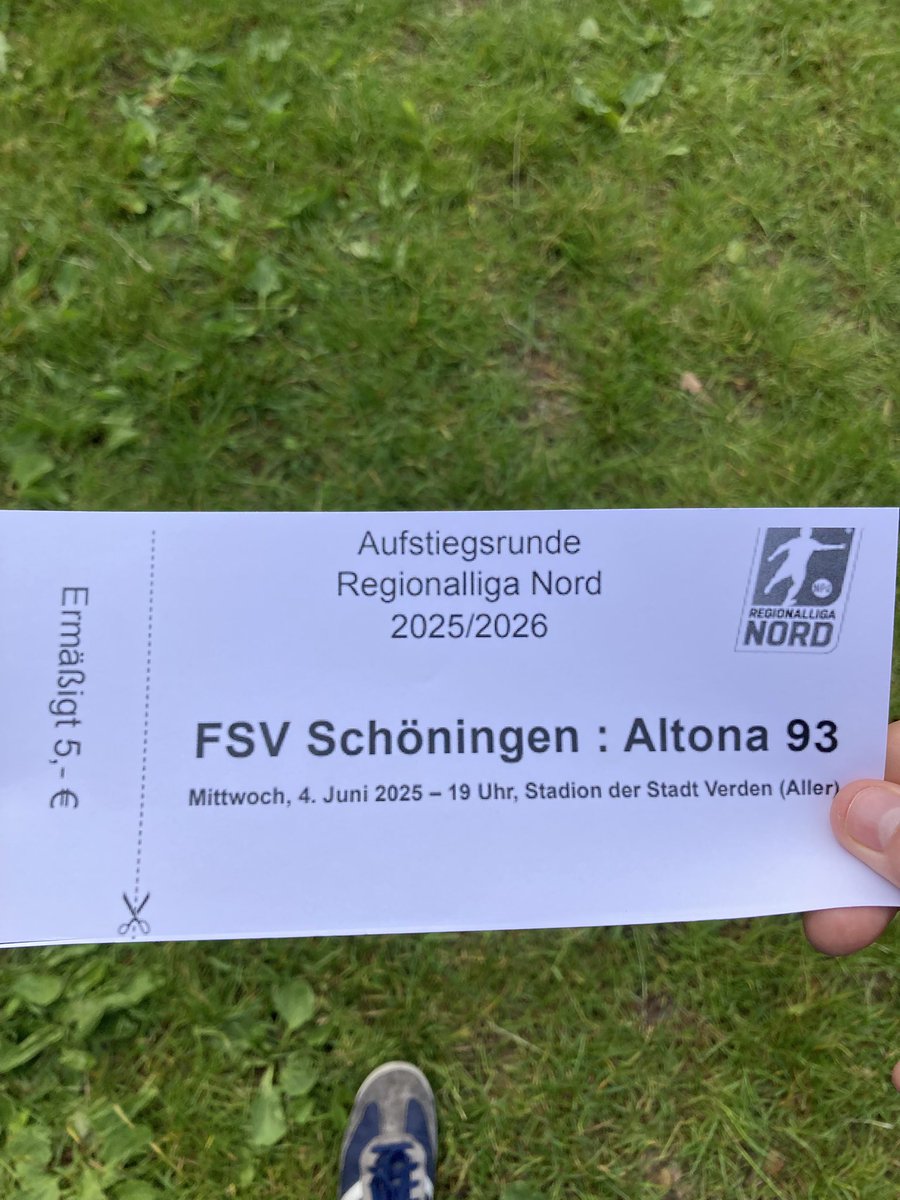 Aufstiegsrunde
Regionalliga Nord
2025/2026
NFV
REGIONALLIGA
NORD
Ermäßigt 5,- €
FSV Schöningen : Altona 93
Mittwoch, 4. Juni 2025 – 19 Uhr, Stadion der Stadt Verden (Aller)